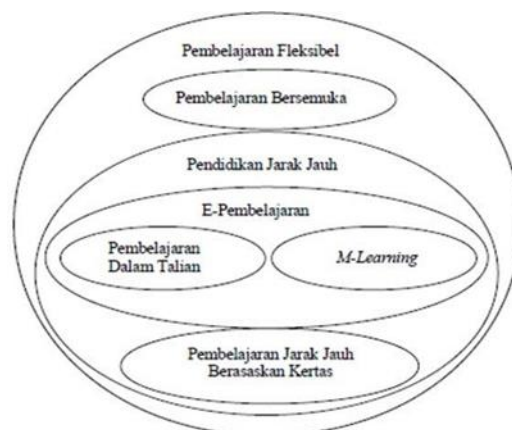 Pembelajaran Fleksibel
Pembelajaran Bersemuka
Pendidikan Jarak Jauh
E-Pembelajaran
Pembelajaran
Dalam Talian
M-Learning
Pembelajaran Jarak Jauh
Berasaskan Kertas